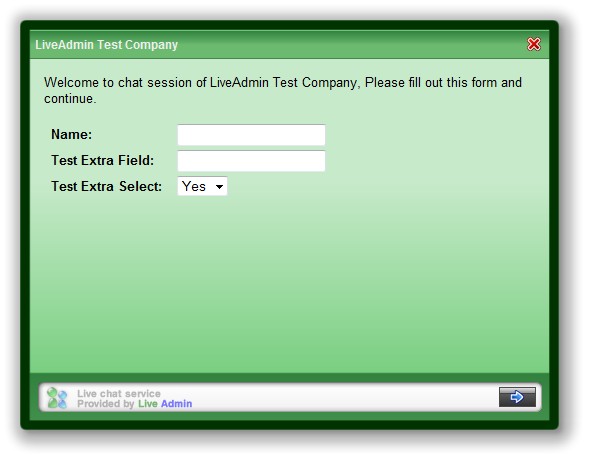 LiveAdmin Test Company
Welcome to chat session of LiveAdmin Test Company, Please fill out this form and
continue.
Name:
Test Extra Field:
Test Extra Select: Yes
Live chat service
Provided by Live Admin